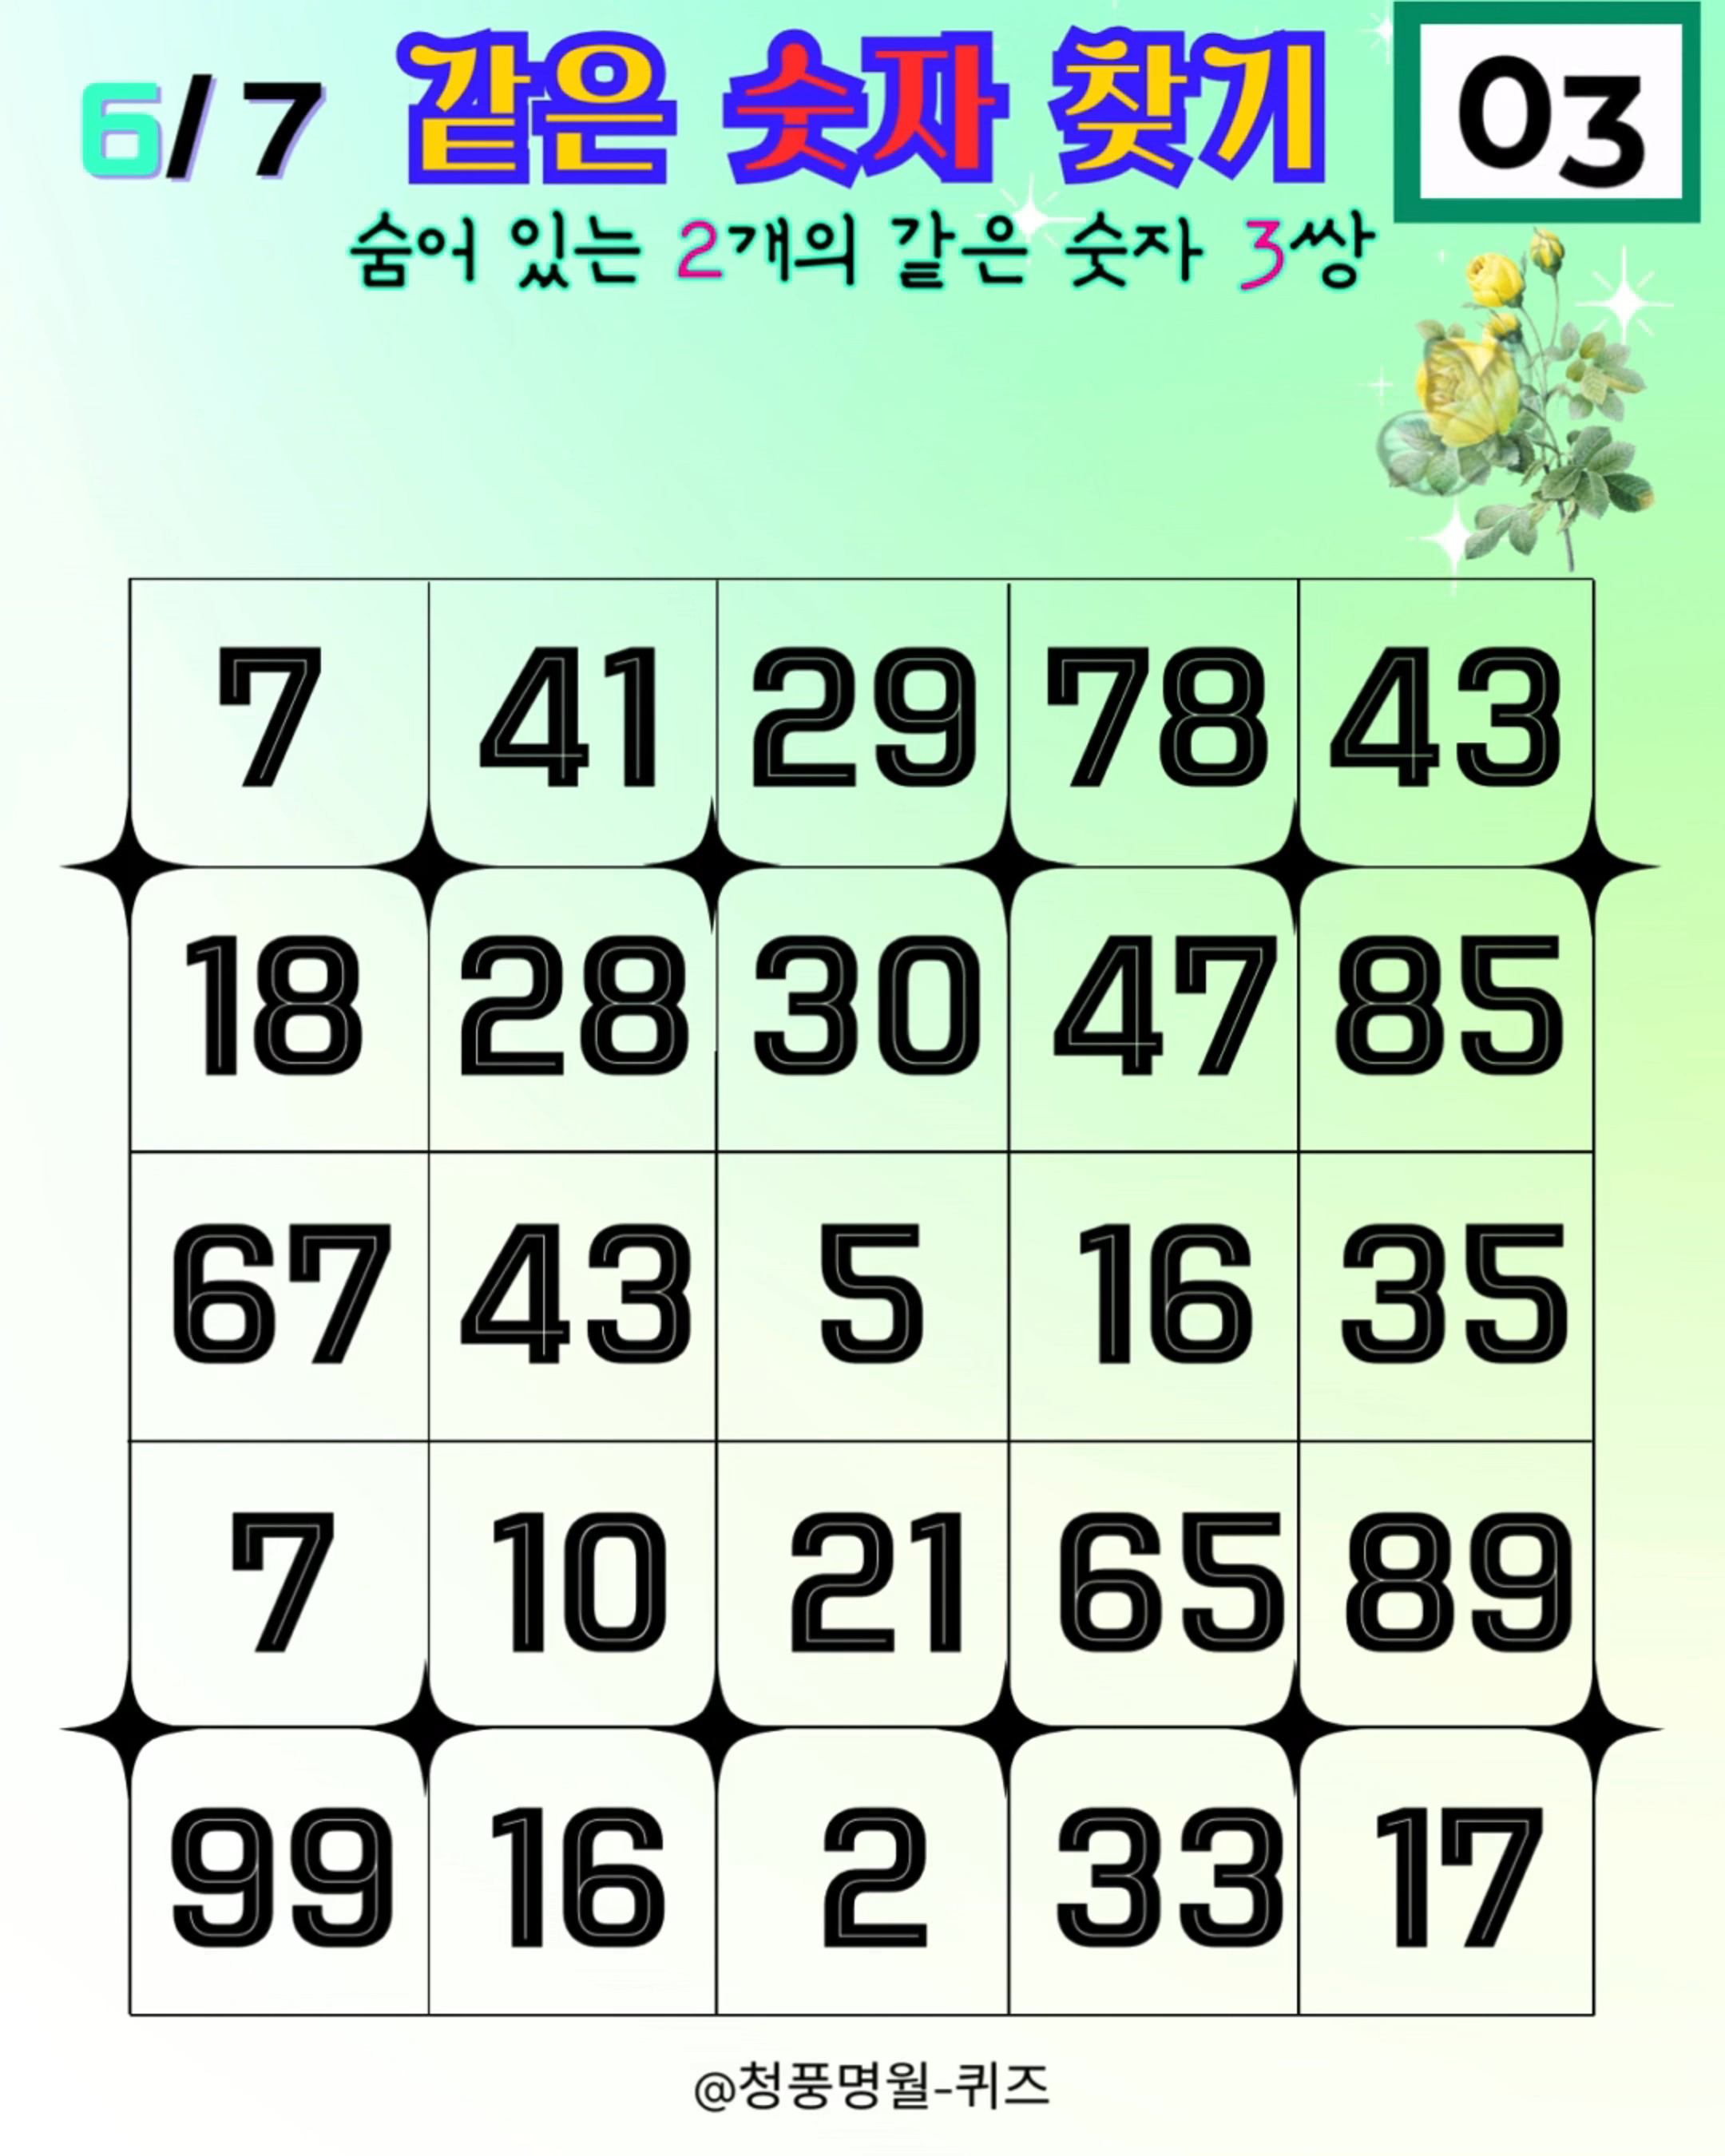 6/7 같은 숫자 찾기 03
숨어 있는 2개의 같은 숫자 3쌍
7 41 29 78 43
18 28 30 47 85
67 43 5 16 35
7 10 21 65 89
99 16 2 33 17
@청풍명월-퀴즈